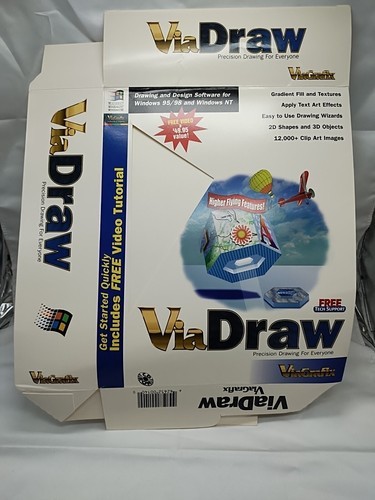 ViaDraw
Precision Drawing For Everyone
ViaGrafix
Drawing and Design Software for
Windows 95/98 and Windows NT
Gradient Fill and Textures
Apply Text Art Effects
Easy to Use Drawing Wizards
2D Shapes and 3D Objects
12,000+ Clip Art Images
FREE VIDEO
$49.95
value!
Higher Flying Features!
FREE
TECH SUPPORT
ViaDraw
Precision Drawing For Everyone
ViaGrafix
Get Started Quickly
Includes FREE Video Tutorial
ViaDraw
Precision Drawing For Everyone
ViaGrafix
ViaGrafix
ViaDraw